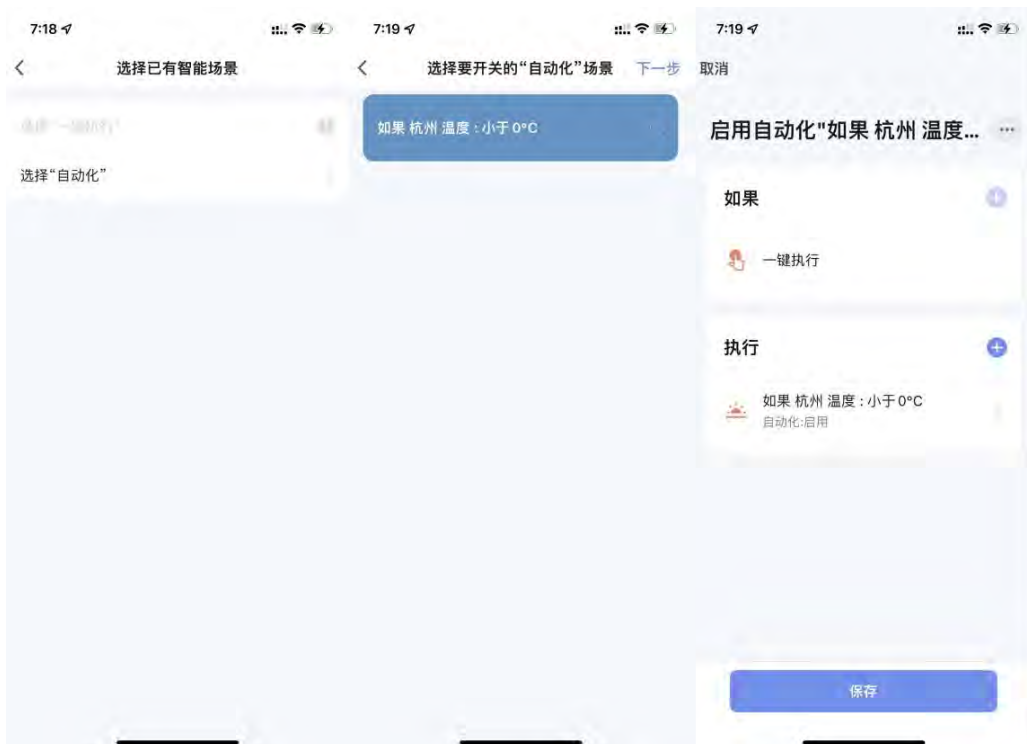 7:18
选择已有智能场景
选择“自动化”
7:19
选择要开关的“自动化”场景 下一步
如果 杭州 温度 : 小于 0°C
7:19
取消
启用自动化"如果 杭州 温度... ...
如果
一键执行
执行
如果 杭州 温度 : 小于 0°C
自动化:启用
保存